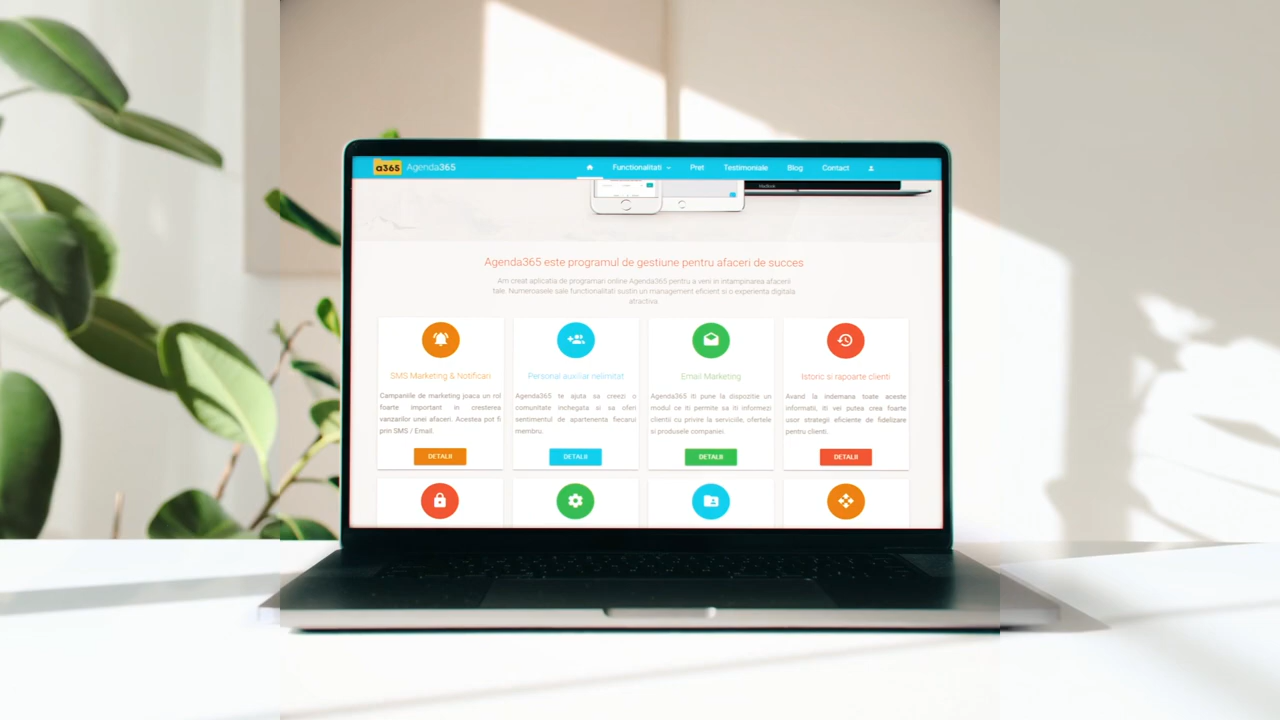 a365 Agenda365
Functionalitati Pret Testimoniale Blog Contact
MacBook
Agenda365 este programul de gestiune pentru afaceri de succes
Am creat aplicatia de programari online Agenda365 pentru a veni in intampinarea afacerii
tale. Numeroasele sale functionalitati sustin un management eficient si o experienta digitala
atractiva.
SMS Marketing & Notificari
Campaniile de marketing joaca un rol
foarte important in cresterea
vanzarilor unei afaceri. Acestea pot fi
prin SMS / Email.
DETALII
Personal auxiliar nelimitat
Agenda365 te ajuta sa creezi o
comunitate inchegata si sa oferi
sentimentul de apartenenta fiecarui
membru.
DETALII
Email Marketing
Agenda365 iti pune la dispozitie un
modul ce iti permite sa iti informezi
clientii cu privire la serviciile, ofertele
si produsele companiei.
DETALII
Istoric si rapoarte clienti
Avand la indemana toate aceste
informatii, iti vei putea crea foarte
usor strategii eficiente de fidelizare
pentru clienti.
DETALII